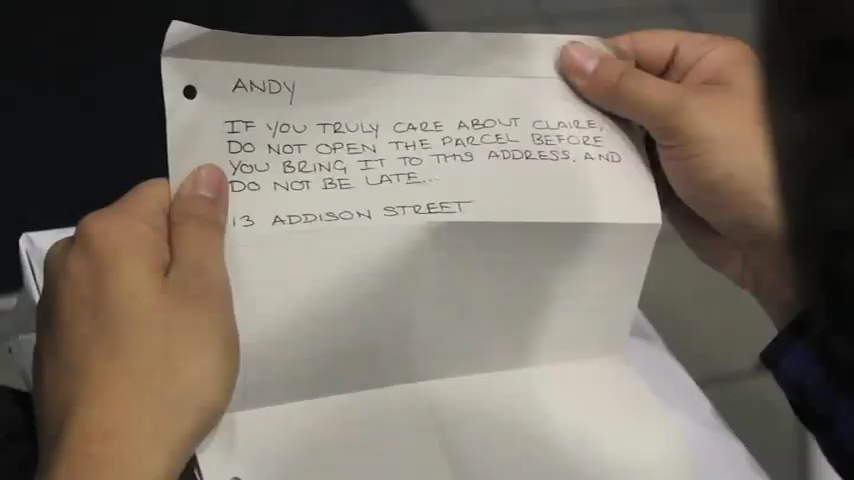 ANDY
IF YOU TRULY CARE ABOUT CLAIRE,
DO NOT OPEN THE PARCEL BEFORE
YOU BRING IT TO THIS ADDRESS, AND
DO NOT BE LATE...
13 ADDISON STREET